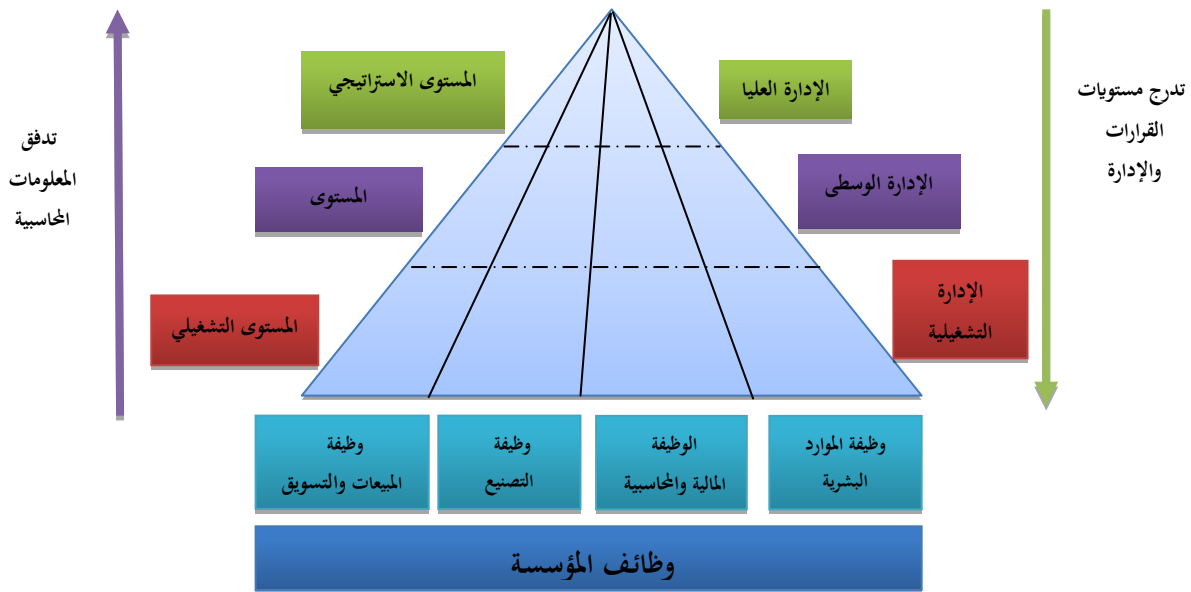 المستوى الاستراتيجي
الإدارة العليا
تدرج مستويات
القرارات
والإدارة
تدفق
المعلومات
المحاسبية
الإدارة الوسطى
المستوى
الإدارة
التشغيلية
المستوى التشغيلي
وظيفة الموارد
البشرية
الوظيفة
المالية والمحاسبية
وظيفة
التصنيع
وظيفة
المبيعات والتسويق
وظائف المؤسسة